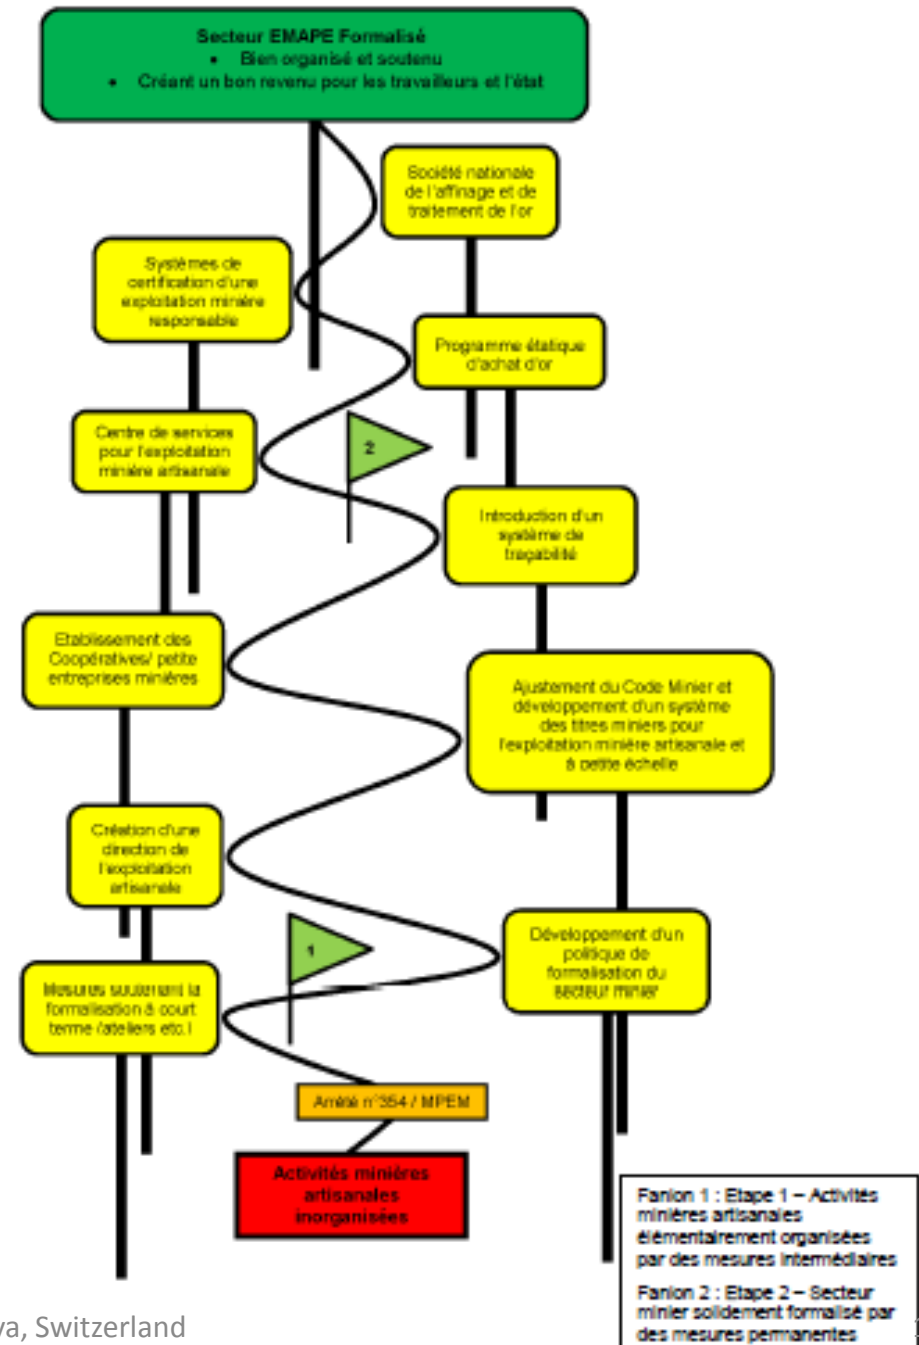 Secteur EMAPE Formalisé
• Bien organisé et soutenu
• Créant un bon revenu pour les travailleurs et l'état
Société nationale
de l'affinage et de
traitement de l'or
Systèmes de
certification d'une
exploitation minière
responsable
Programme étatique
d'achat d'or
Centre de services
pour l'exploitation
minière artisanale
2
Introduction d'un
système de
traçabilité
Etablissement des
Coopératives/ petite
entreprises minières
Ajustement du Code Minier et
développement d'un système
des titres miniers pour
l'exploitation minière artisanale et
à petite échelle
Création d'une
direction de
l'exploitation
artisanale
1
Développement d'un
politique de
formalisation du
secteur minier
Mesures soutenant la
formalisation à court
terme (ateliers etc.)
Arrêté n°354 / MPEM
Activités minières
artisanales
inorganisées
Fanion 1 : Etape 1 – Activités
minières artisanales
élémentairement organisées
par des mesures intermédiaires
Fanion 2 : Etape 2 – Secteur
minier solidement formalisé par
des mesures permanentes
va, Switzerland